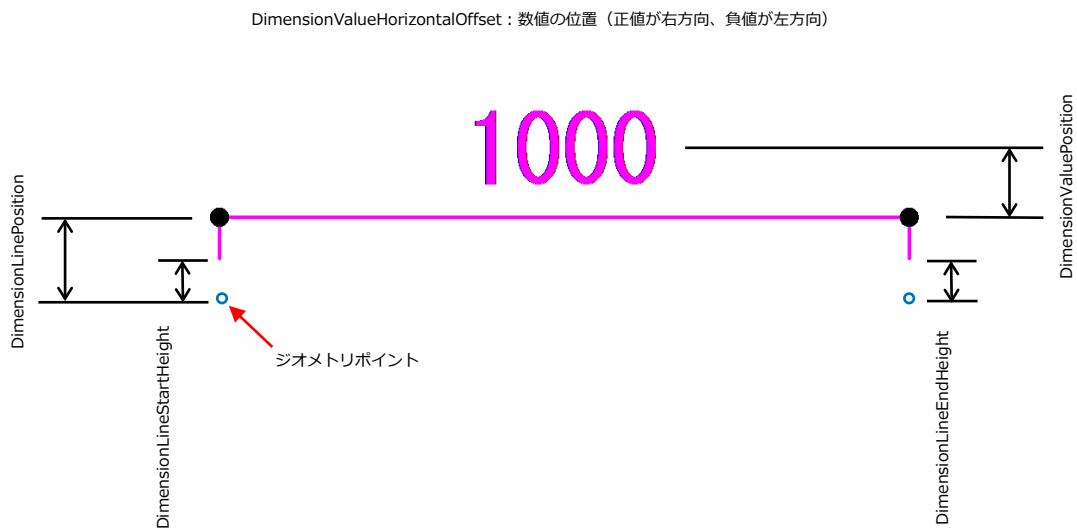 DimensionValueHorizontalOffset：数値の位置（正値が右方向、負値が左方向）
1000
DimensionValuePosition
DimensionLinePosition
ジオメトリポイント
DimensionLineStartHeight
DimensionLineEndHeight